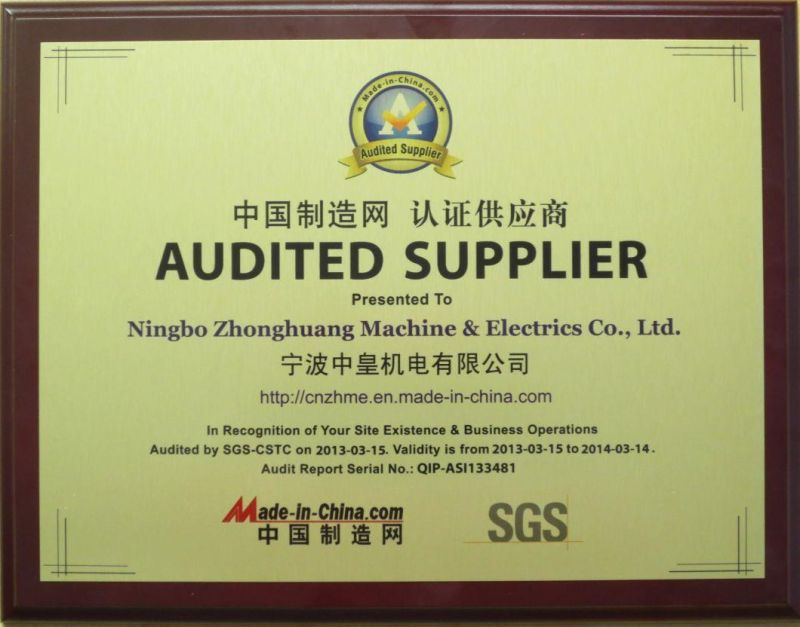 Made-in-China.com
A
Audited Supplier
中国制造网 认证供应商
AUDITED SUPPLIER
Presented To
Ningbo Zhonghuang Machine & Electrics Co., Ltd.
宁波中皇机电有限公司
http://cnzhme.en.made-in-china.com
In Recognition of Your Site Existence & Business Operations
Audited by SGS-CSTC on 2013-03-15. Validity is from 2013-03-15 to 2014-03-14.
Audit Report Serial No.: QIP-ASI133481
Made-in-China.com
中国制造网
SGS